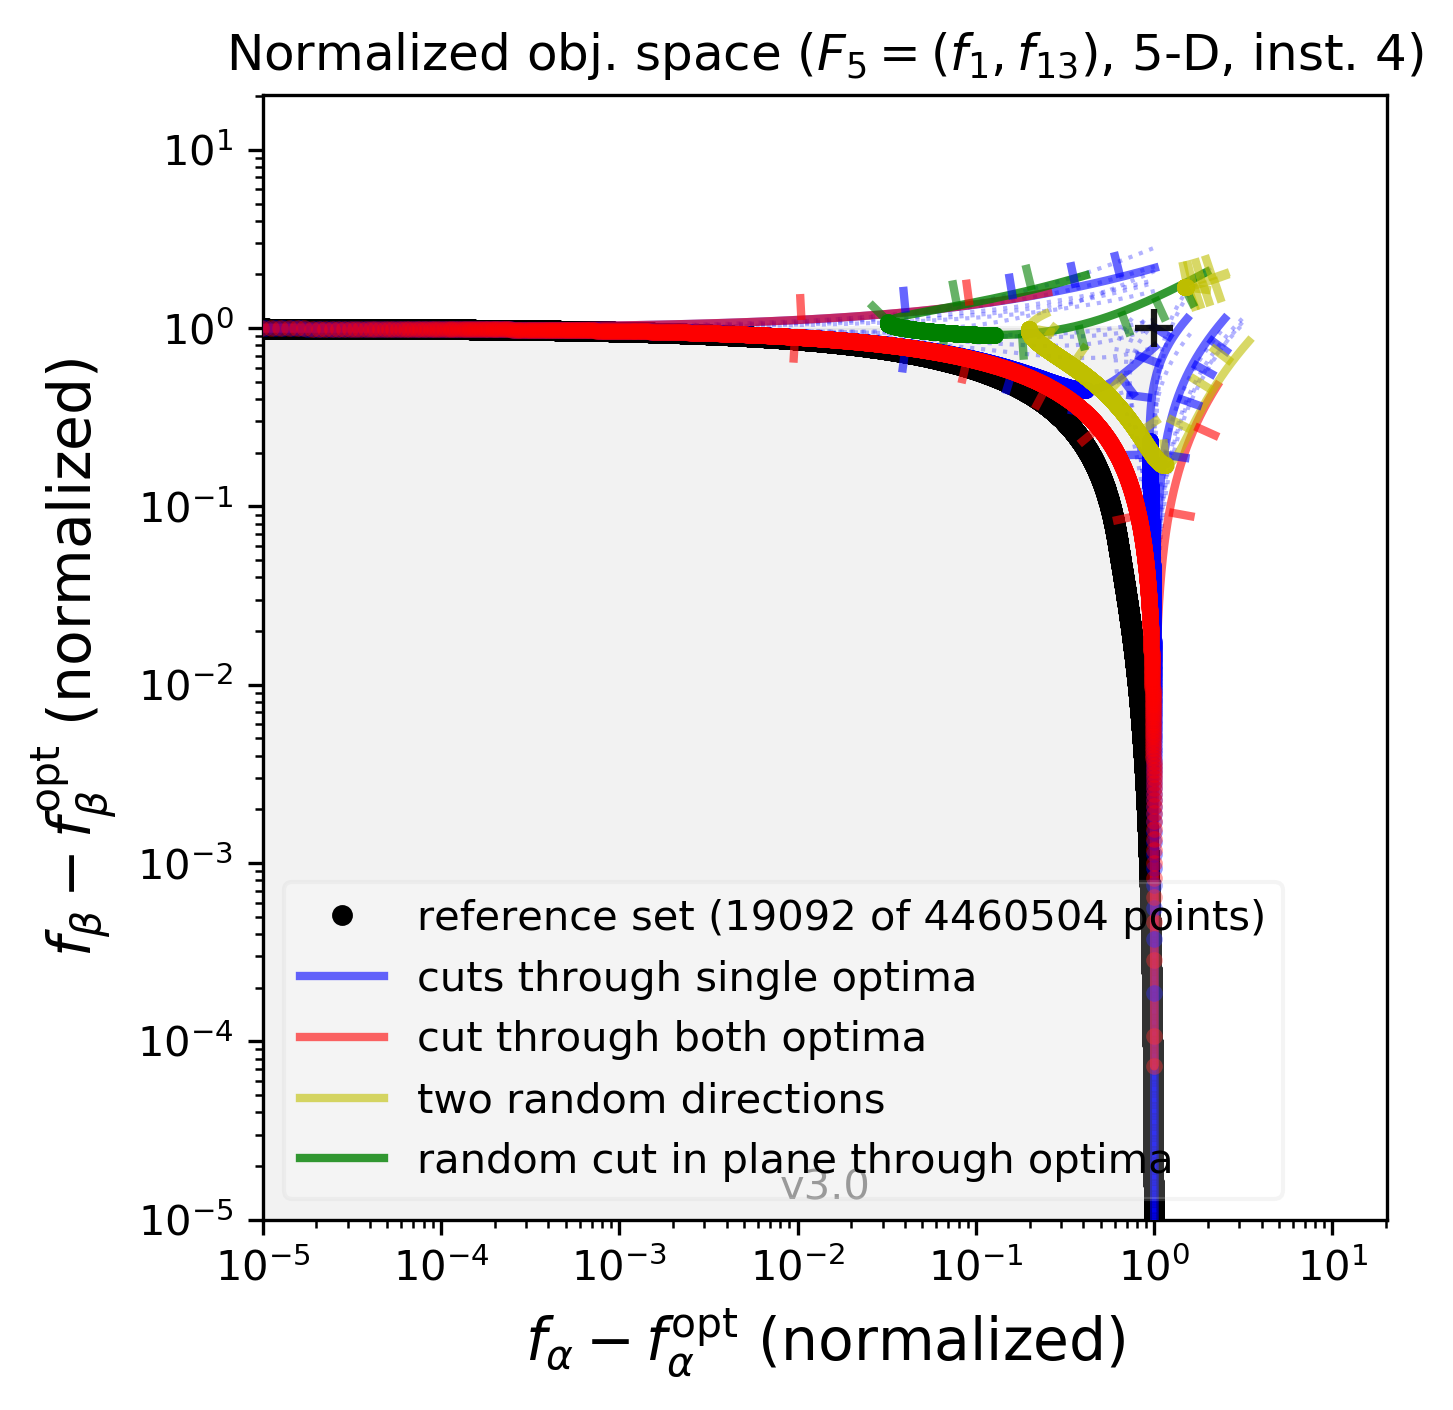 Normalized obj. space (F₅ = (f₁, f₁₃), 5-D, inst. 4)
10¹
10⁰
10⁻¹
10⁻²
10⁻³
10⁻⁴
10⁻⁵
f_β − f_β^opt (normalized)
reference set (19092 of 4460504 points)
cuts through single optima
cut through both optima
two random directions
random cut in plane through optima
v3.0
10⁻⁵ 10⁻⁴ 10⁻³ 10⁻² 10⁻¹ 10⁰ 10¹
f_α − f_α^opt (normalized)